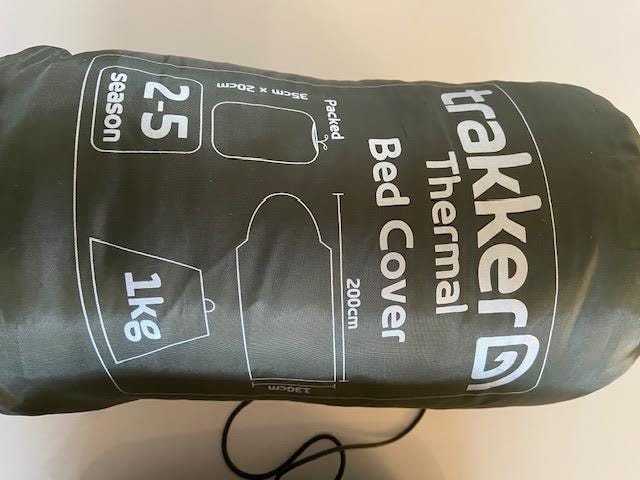 trakker
Thermal
Bed Cover
Packed
35cm x 20cm
200cm
130cm
2-5
season
1kg